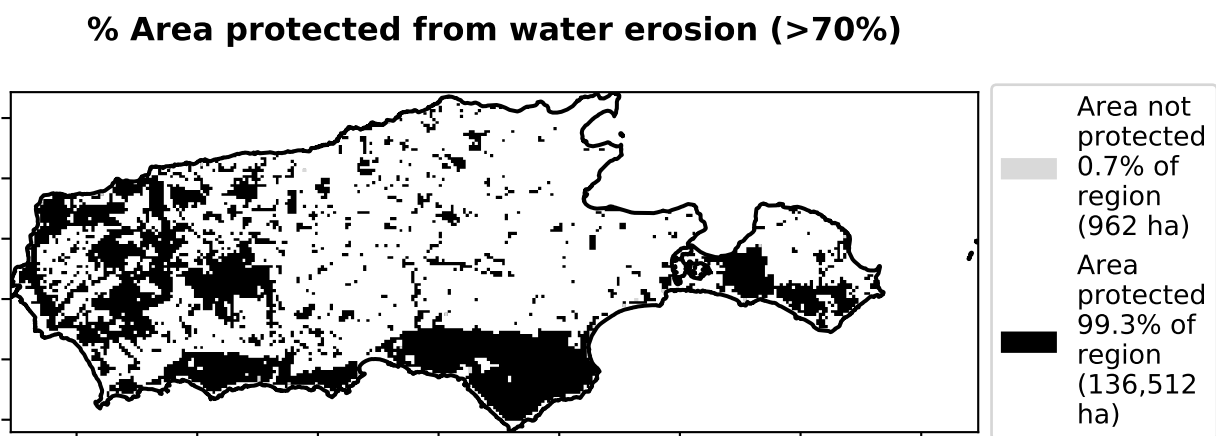 % Area protected from water erosion (>70%)
Area not
protected
0.7% of
region
(962 ha)
Area
protected
99.3% of
region
(136,512
ha)